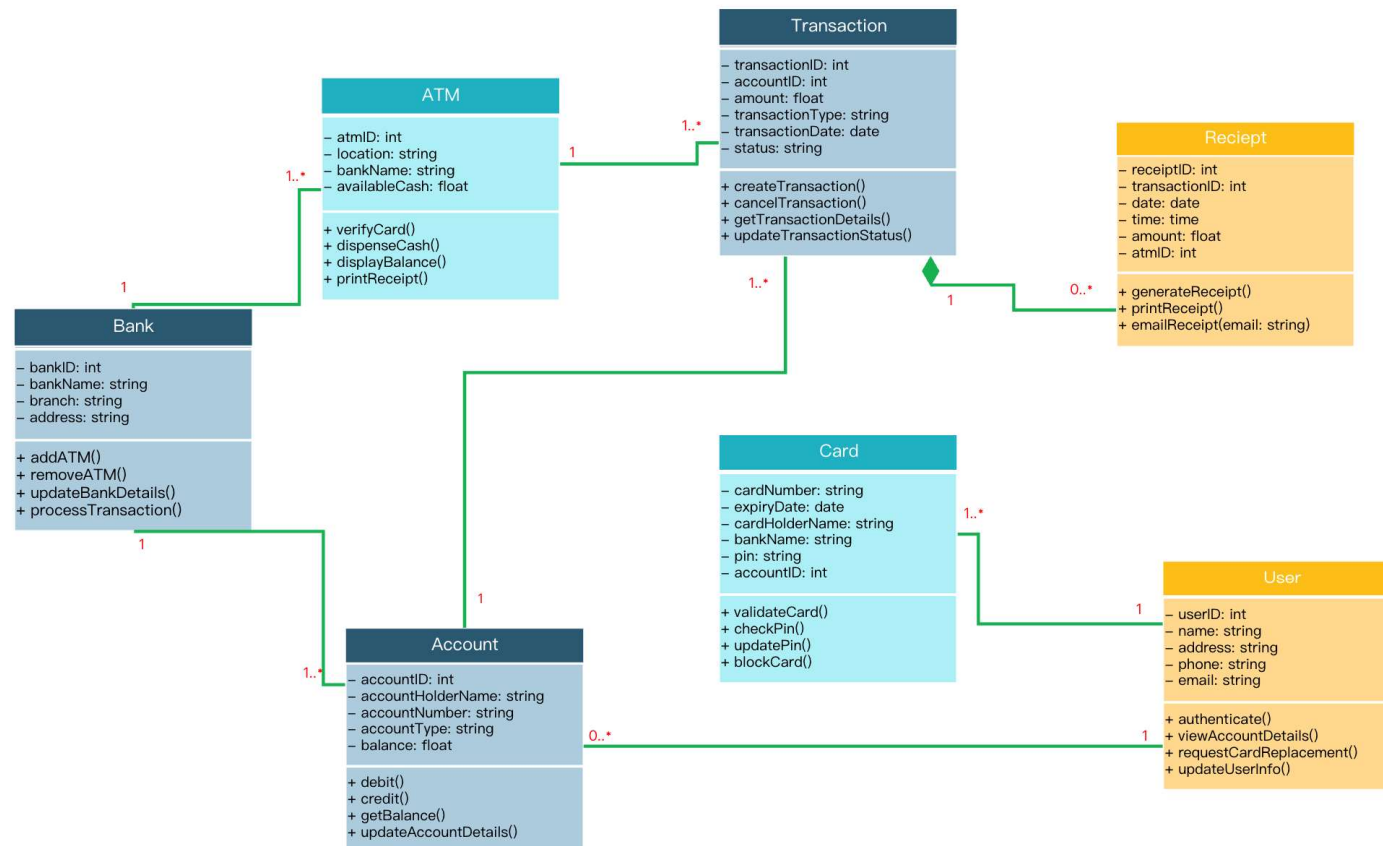 Transaction
– transactionID: int
– accountID: int
– amount: float
– transactionType: string
– transactionDate: date
– status: string
+ createTransaction()
+ cancelTransaction()
+ getTransactionDetails()
+ updateTransactionStatus()
ATM
– atmID: int
– location: string
– bankName: string
– availableCash: float
+ verifyCard()
+ dispenseCash()
+ displayBalance()
+ printReceipt()
1
1..*
1..*
1
Reciept
– receiptID: int
– transactionID: int
– date: date
– time: time
– amount: float
– atmID: int
+ generateReceipt()
+ printReceipt()
+ emailReceipt(email: string)
1..*
1
0..*
Bank
– bankID: int
– bankName: string
– branch: string
– address: string
+ addATM()
+ removeATM()
+ updateBankDetails()
+ processTransaction()
1
1..*
1
Card
– cardNumber: string
– expiryDate: date
– cardHolderName: string
– bankName: string
– pin: string
– accountID: int
+ validateCard()
+ checkPin()
+ updatePin()
+ blockCard()
1..*
1
User
– userID: int
– name: string
– address: string
– phone: string
– email: string
+ authenticate()
+ viewAccountDetails()
+ requestCardReplacement()
+ updateUserInfo()
Account
– accountID: int
– accountHolderName: string
– accountNumber: string
– accountType: string
– balance: float
+ debit()
+ credit()
+ getBalance()
+ updateAccountDetails()
0..*
1